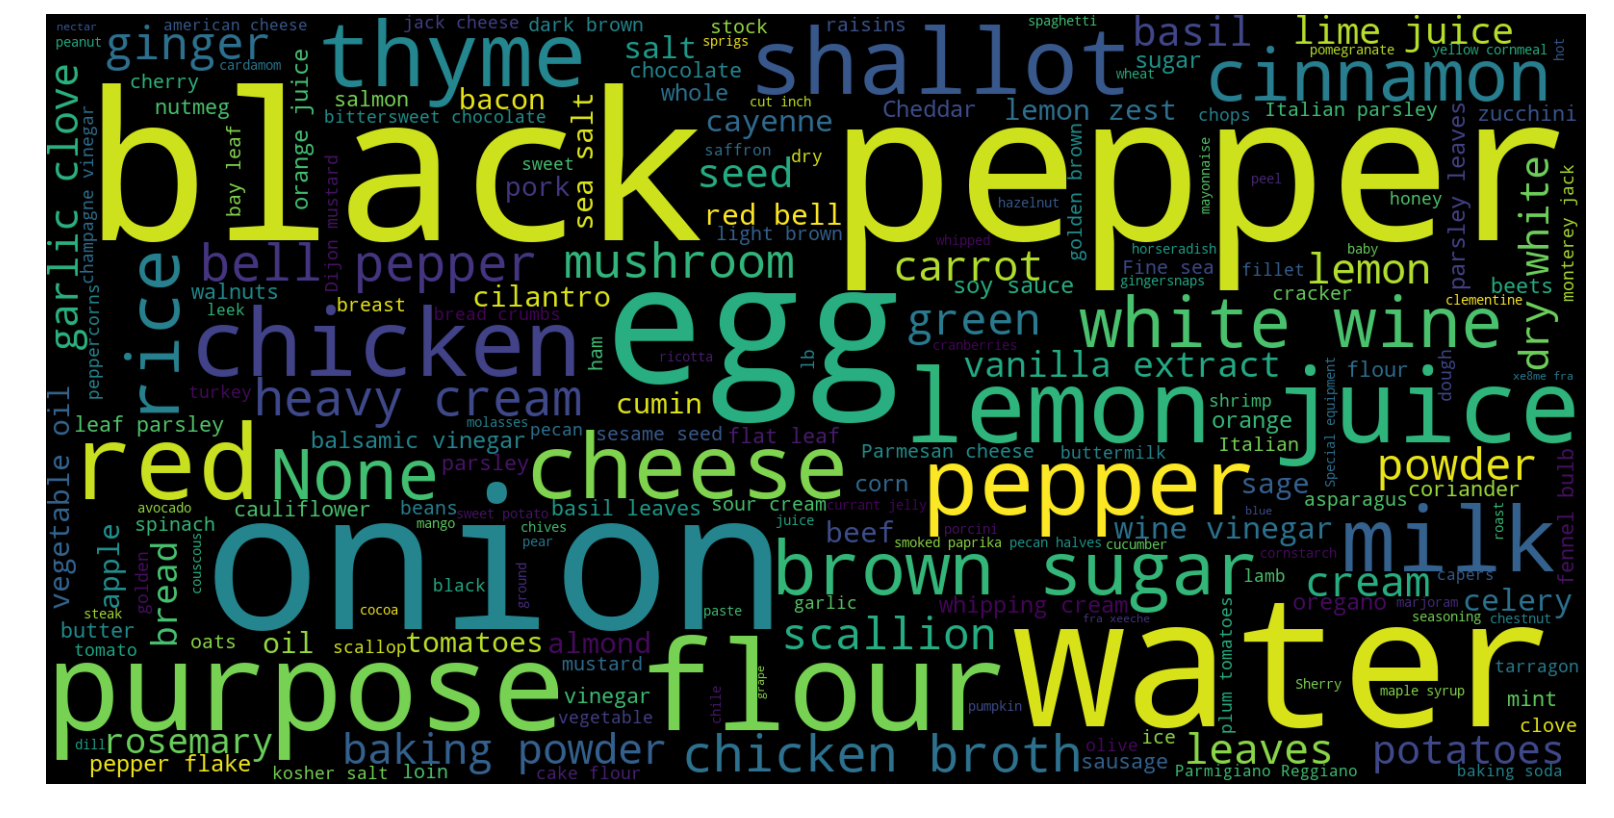 nectar
american cheese
jack cheese
dark brown
stock
raisins
spaghetti
basil
lime juice
peanut
ginger
thyme
salt
sprigs
shallot
sugar
pomegranate
yellow cornmeal
hot
cardamom
cherry
chocolate
whole
wheat
cinnamon
garlic clove
nutmeg
orange juice
salmon
bacon
bittersweet chocolate
sea salt
cut inch
cayenne
Cheddar
lemon zest
chops
Italian parsley
zucchini
champagne vinegar
bay leaf
black pepper
Dijon mustard
sweet
pork
saffron
dry
seed
hazelnut
golden brown
peel
mayonnaise
honey
parsley leaves
white
monterey jack
red bell
light brown
whipped
horseradish
baby
bell pepper
mushroom
carrot
Fine sea
gingersnaps
fillet
lemon
beets
rice
peppercorns
walnuts
leek
breast
cilantro
bread crumbs
soy sauce
cracker
clementine
chicken
egg
green
white wine
dry
ham
ricotta
lb
cranberries
turkey
heavy cream
vanilla extract
Special equipment
flour
dough
xe8me fra
cumin
lemon juice
shrimp
orange
vegetable oil
leaf parsley
molasses
balsamic vinegar
pecan
sesame seed
flat leaf
Parmesan cheese
buttermilk
Italian
red
None
parsley
cheese
pepper
powder
corn
sage
asparagus
coriander
fennel bulb
avocado
cauliflower
beans
sweet potato
basil leaves
sour cream
currant jelly
blue
roast
spinach
mango
chives
juice
beef
porcini
wine vinegar
milk
apple
golden
bread
couscous
onion
pear
black
ground
smoked paprika
pecan halves
cucumber
cornstarch
brown sugar
lamb
cream
capers
steak
cocoa
paste
garlic
whipping cream
fra xeeche
oregano
marjoram
celery
seasoning
chestnut
butter
tomato
oats
oil
scallop
tomatoes
almond
scallion
water
plum tomatoes
tarragon
purpose flour
mustard
vinegar
vegetable
chile
grape
pumpkin
Sherry
maple syrup
mint
clove
dill
rosemary
baking powder
chicken broth
olive
ice
leaves
potatoes
pepper flake
kosher salt
loin
cake flour
sausage
Parmigiano Reggiano
baking soda